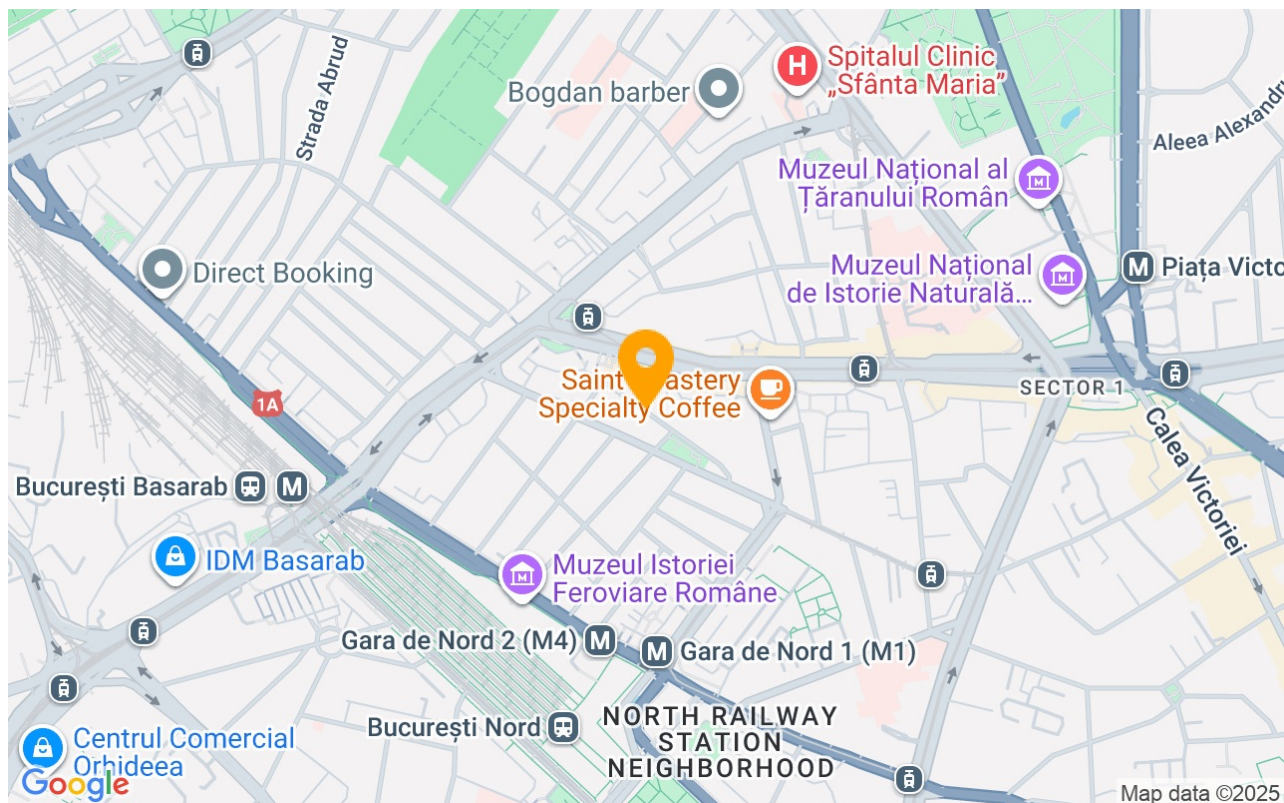 Strada Abrud
Bogdan barber
H
Spitalul Clinic
„Sfânta Maria”
Aleea Alexandri
Muzeul Național al
Țăranului Român
M
Direct Booking
Muzeul Național
de Istorie Naturală...
M
M Piața Victo
Saint
Specialty Coffee
SECTOR 1
1A
Calea Victoriei
București Basarab
M
IDM Basarab
M
Muzeul Istoriei
Feroviare Române
Gara de Nord 2 (M4) M
M Gara de Nord 1 (M1)
București Nord
NORTH RAILWAY
STATION
NEIGHBORHOOD
Centrul Comercial
Orhideea
Google
Map data ©2025